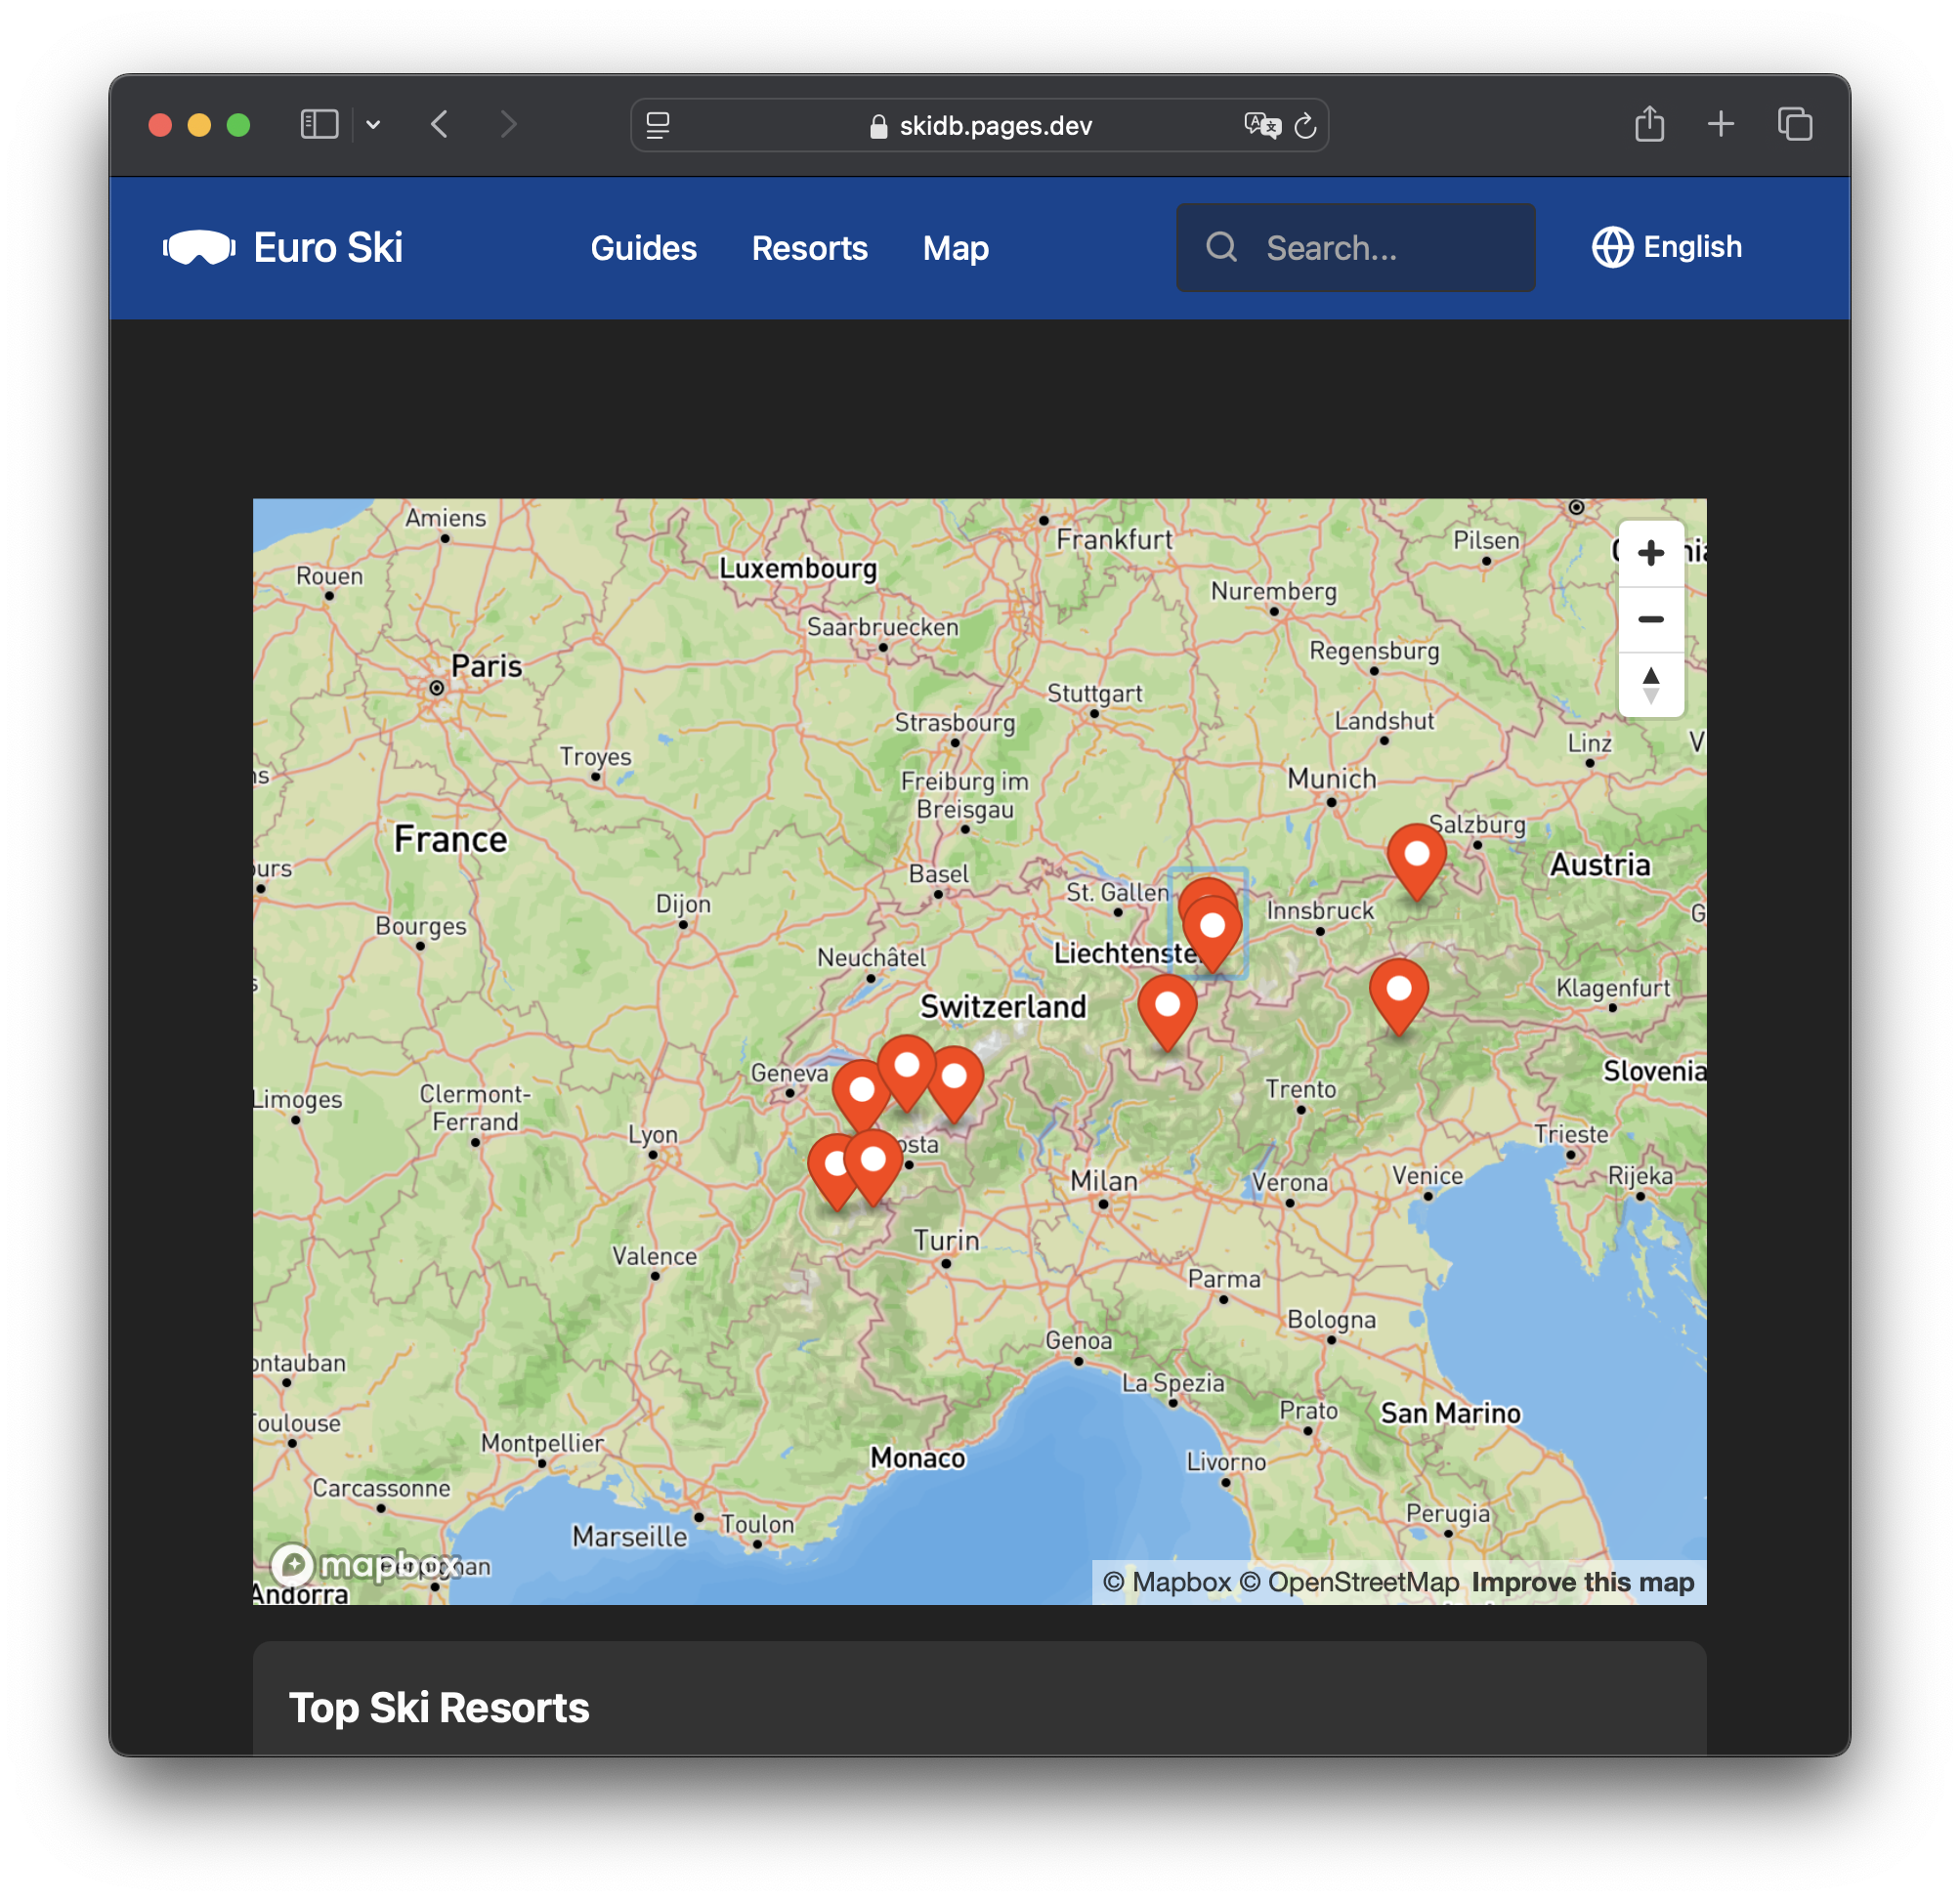 skidb.pages.dev
Euro Ski
Guides
Resorts
Map
Search...
English
Amiens
Frankfurt
Pilsen
Luxembourg
Rouen
Nuremberg
Saarbruecken
Regensburg
Paris
Stuttgart
Strasbourg
Landshut
Linz
Troyes
Freiburg im
Breisgau
Munich
Salzburg
France
Austria
Basel
St. Gallen
Dijon
Innsbruck
Bourges
Liechtenste
Neuchâtel
Klagenfurt
Switzerland
Geneva
Slovenia
Limoges
Clermont-
Ferrand
Trento
Lyon
osta
Trieste
Milan
Verona
Venice
Rijeka
Turin
Valence
Parma
Bologna
Genoa
ontauban
La Spezia
Prato
San Marino
Toulouse
Montpellier
Monaco
Livorno
Carcassonne
Perugia
Marseille
Toulon
mapbox
Perpignan
Andorra
© Mapbox © OpenStreetMap Improve this map
Top Ski Resorts